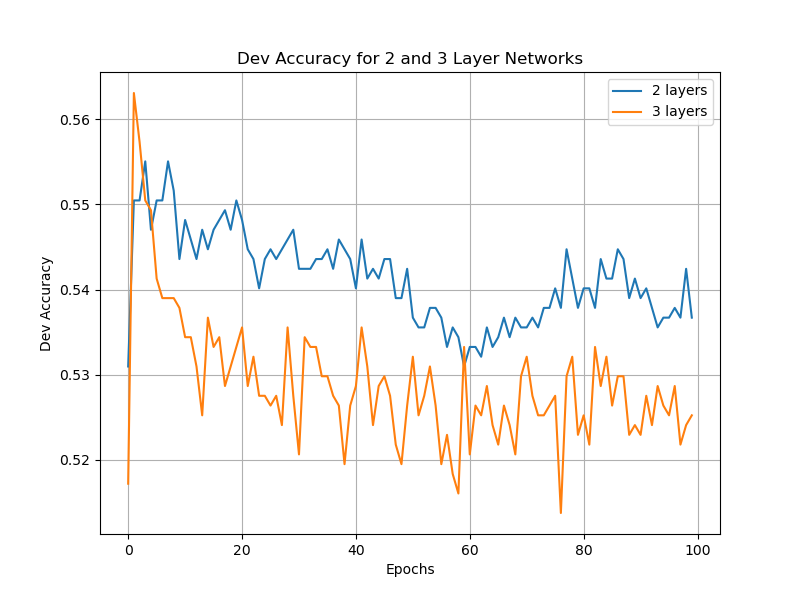 Dev Accuracy for 2 and 3 Layer Networks
2 layers
3 layers
0.56
0.55
0.54
0.53
0.52
Dev Accuracy
0 20 40 60 80 100
Epochs